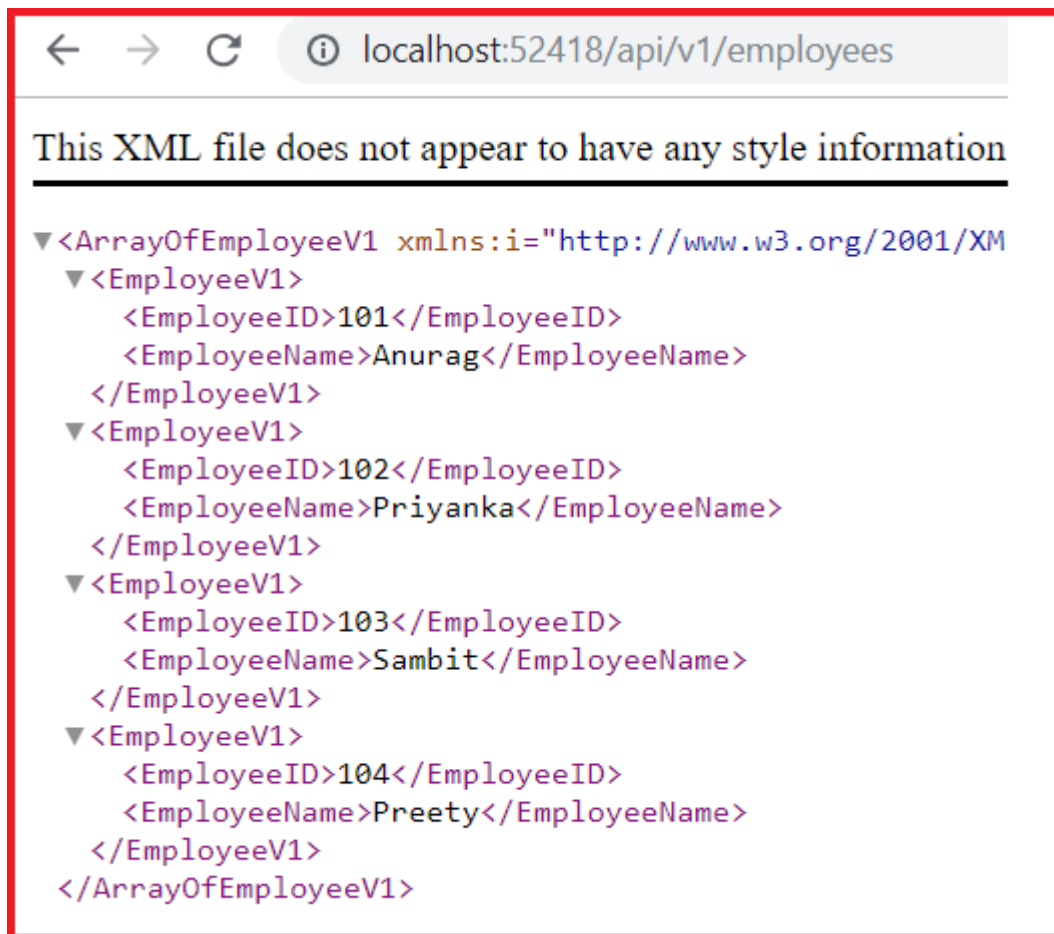 localhost:52418/api/v1/employees
This XML file does not appear to have any style information
▼<ArrayOfEmployeeV1 xmlns:i="http://www.w3.org/2001/XM
▼<EmployeeV1>
<EmployeeID>101</EmployeeID>
<EmployeeName>Anurag</EmployeeName>
</EmployeeV1>
▼<EmployeeV1>
<EmployeeID>102</EmployeeID>
<EmployeeName>Priyanka</EmployeeName>
</EmployeeV1>
▼<EmployeeV1>
<EmployeeID>103</EmployeeID>
<EmployeeName>Sambit</EmployeeName>
</EmployeeV1>
▼<EmployeeV1>
<EmployeeID>104</EmployeeID>
<EmployeeName>Preety</EmployeeName>
</EmployeeV1>
</ArrayOfEmployeeV1>